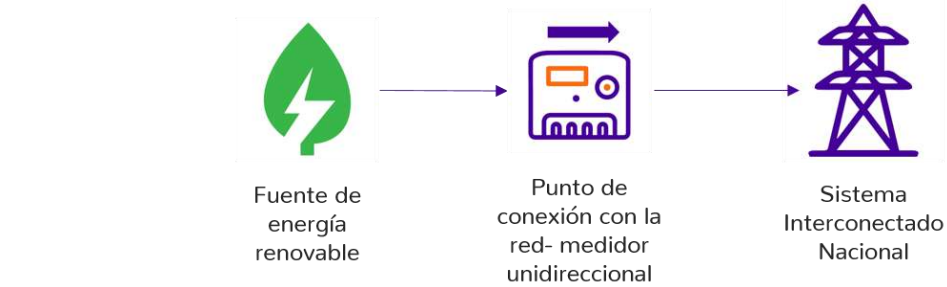 Fuente de
energía
renovable
Punto de
conexión con la
red- medidor
unidireccional
Sistema
Interconectado
Nacional